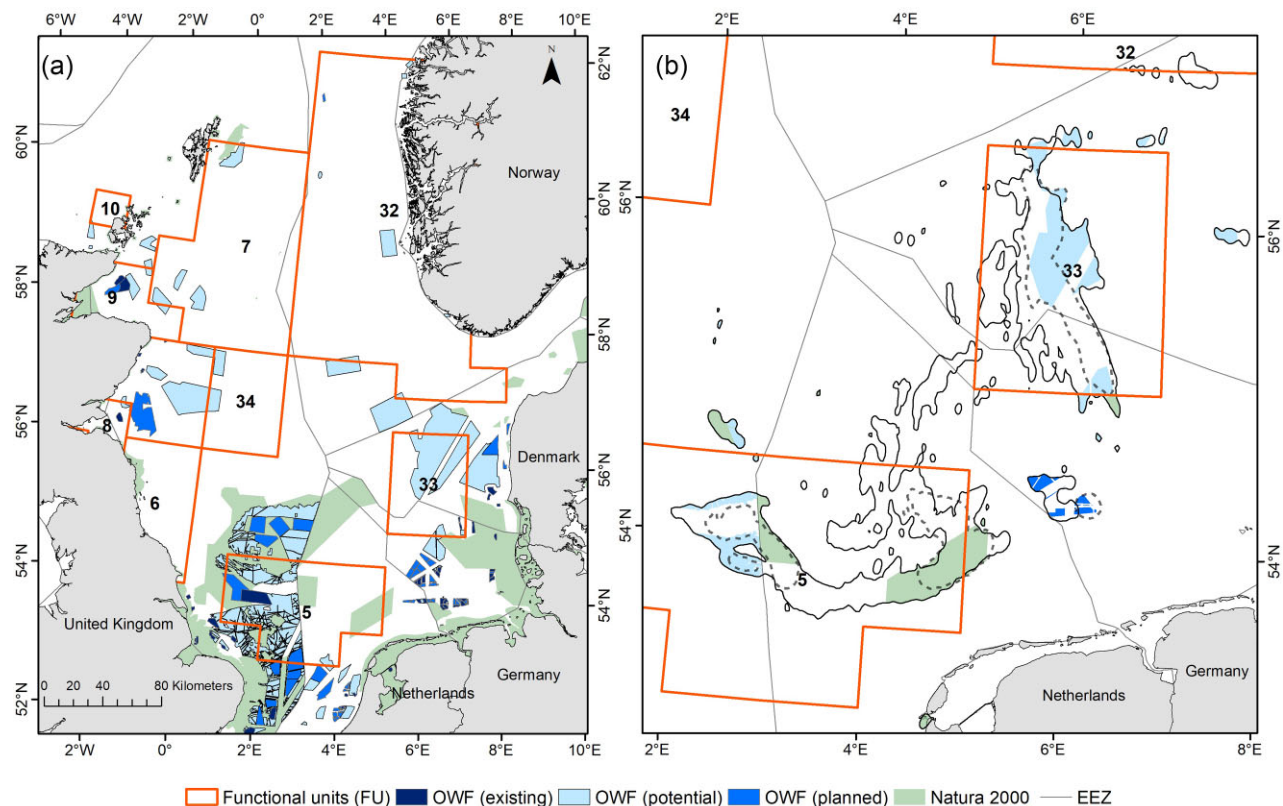 6°W 4°W 2°W 0° 2°E 4°E 6°E 8°E 10°E
4°E 6°E
(a)
N
62°N
60°N
58°N
56°N
54°N
52°N
Norway
10
7
32
9
34
8
6
33
5
Denmark
United Kingdom
Germany
Netherlands
0 20 40 80 Kilometers
62°N
60°N
58°N
56°N
54°N
52°N
2°W 0° 2°E 4°E 6°E 8°E 10°E
(b)
32
34
56°N
56°N
33
54°N
54°N
5
Germany
Netherlands
2°E 4°E 6°E 8°E
Functional units (FU) OWF (existing) OWF (potential) OWF (planned) Natura 2000 EEZ